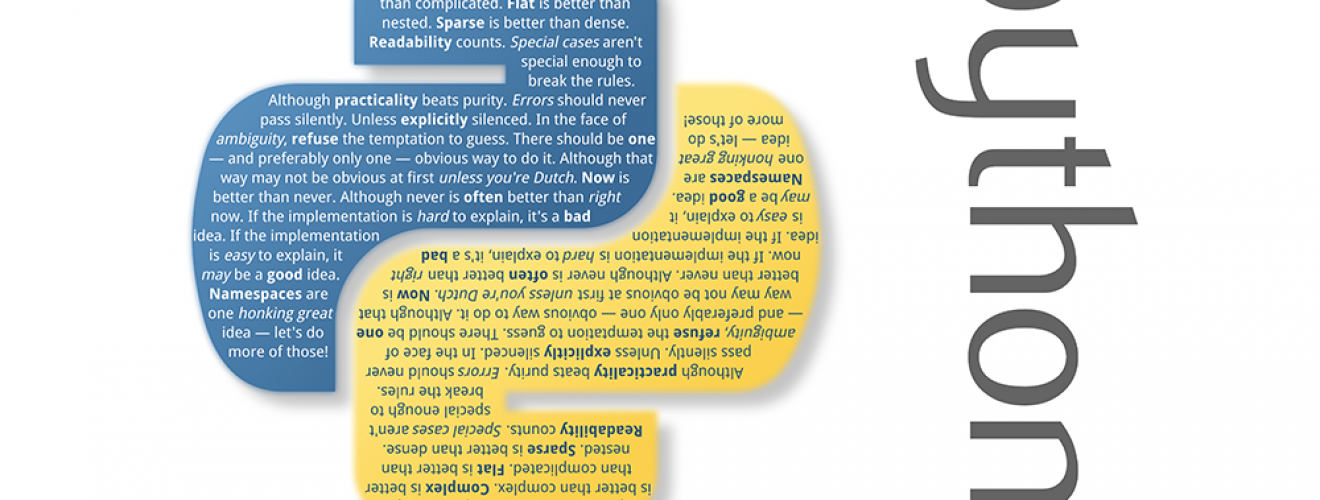 than complicated. Flat is better than
nested. Sparse is better than dense.
Readability counts. Special cases aren't
special enough to
break the rules.
Although practicality beats purity. Errors should never
pass silently. Unless explicitly silenced. In the face of
ambiguity, refuse the temptation to guess. There should be one
— and preferably only one — obvious way to do it. Although that
way may not be obvious at first unless you're Dutch. Now is
better than never. Although never is often better than right
now. If the implementation is hard to explain, it's a bad
idea. If the implementation
is easy to explain, it
may be a good idea.
Namespaces are
one honking great
idea — let's do
more of those!
is better than complex. Complex is better
than complicated. Flat is better than
nested. Sparse is better than dense.
Readability counts. Special cases aren't
special enough to
break the rules.
Although practicality beats purity. Errors should never
pass silently. Unless explicitly silenced. In the face of
ambiguity, refuse the temptation to guess. There should be one
— and preferably only one — obvious way to do it. Although that
way may not be obvious at first unless you're Dutch. Now is
better than never. Although never is often better than right
now. If the implementation is hard to explain, it's a bad
idea. If the implementation
is easy to explain, it
may be a good idea.
Namespaces are
one honking great
idea — let's do
more of those!
python